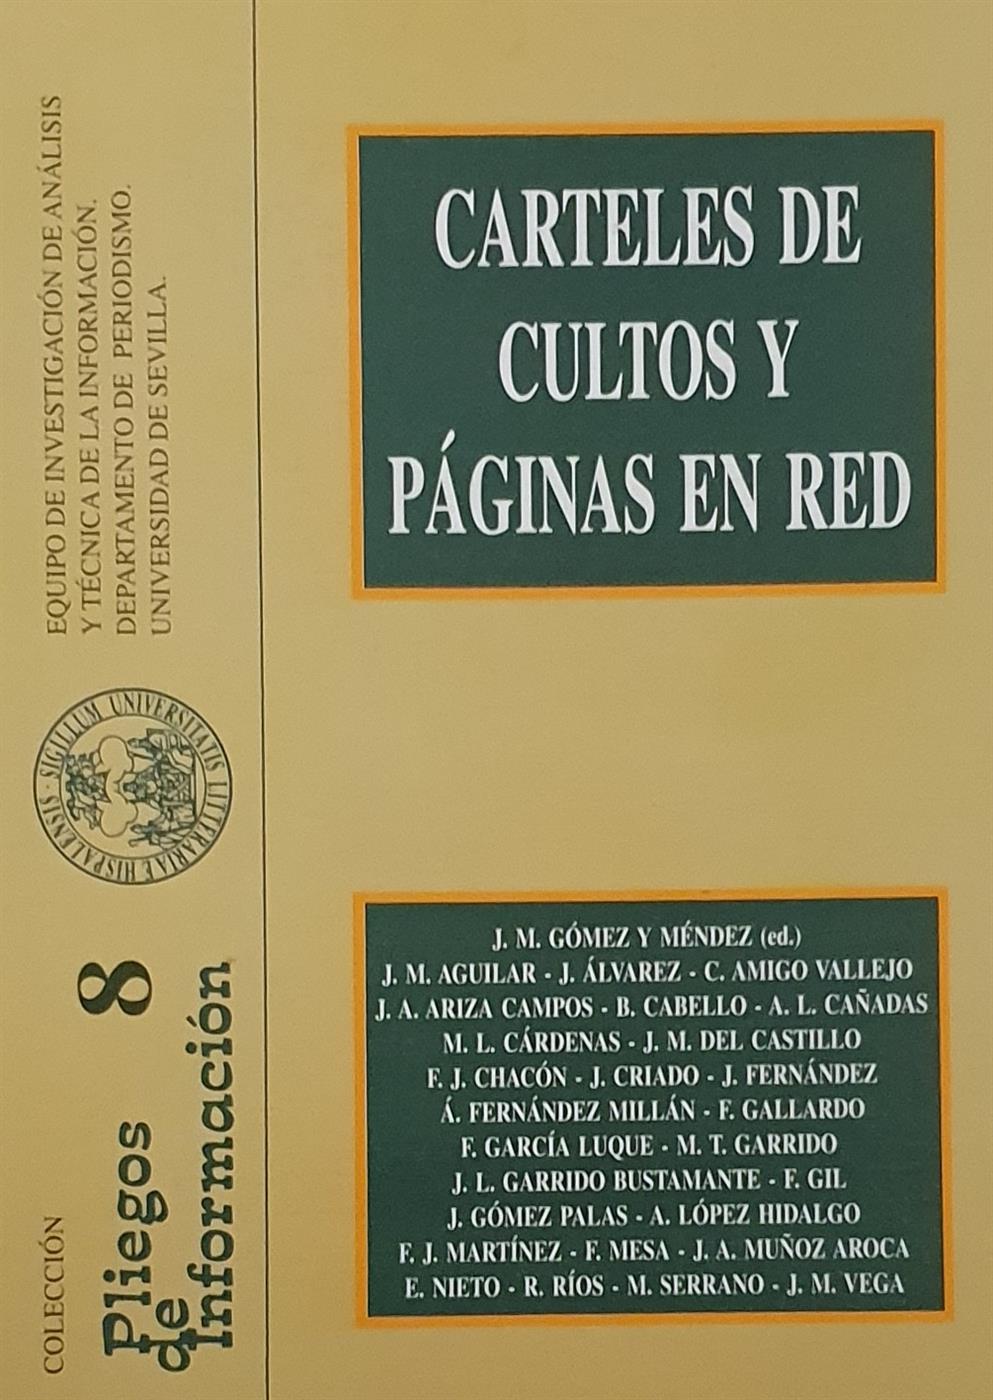 COLECCIÓN
Pliegos
de
Información
8
SIGILLUM UNIVERSITATIS LITTERARIAE HISPALENSIS
EQUIPO DE INVESTIGACIÓN DE ANÁLISIS
Y TÉCNICA DE LA INFORMACIÓN.
DEPARTAMENTO DE PERIODISMO.
UNIVERSIDAD DE SEVILLA.
CARTELES DE
CULTOS Y
PÁGINAS EN RED
J. M. GÓMEZ Y MÉNDEZ (ed.)
J. M. AGUILAR - J. ÁLVAREZ - C. AMIGO VALLEJO
J. A. ARIZA CAMPOS - B. CABELLO - A. L. CAÑADAS
M. L. CÁRDENAS - J. M. DEL CASTILLO
F. J. CHACÓN - J. CRIADO - J. FERNÁNDEZ
Á. FERNÁNDEZ MILLÁN - F. GALLARDO
F. GARCÍA LUQUE - M. T. GARRIDO
J. L. GARRIDO BUSTAMANTE - F. GIL
J. GÓMEZ PALAS - A. LÓPEZ HIDALGO
F. J. MARTÍNEZ - F. MESA - J. A. MUÑOZ AROCA
E. NIETO - R. RÍOS - M. SERRANO - J. M. VEGA